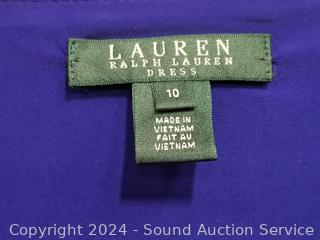 LAUREN
RALPH LAUREN
DRESS
10
MADE IN
VIETNAM
FAIT AU
VIETNAM
Copyright 2024 - Sound Auction Service